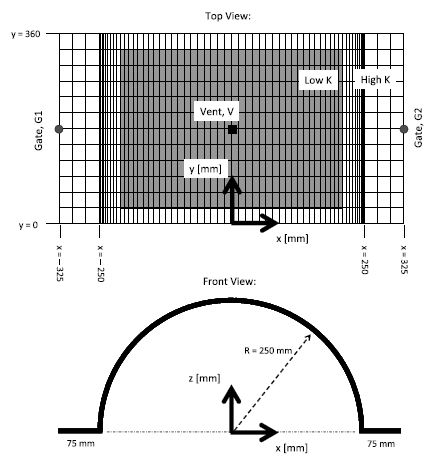 Top View:
y = 360
Low K
High K
Gate, G1
Vent, V
Gate, G2
y [mm]
y = 0
x [mm]
x = – 325
x = – 250
x = 250
x = 325
Front View:
R = 250 mm
z [mm]
75 mm
x [mm]
75 mm